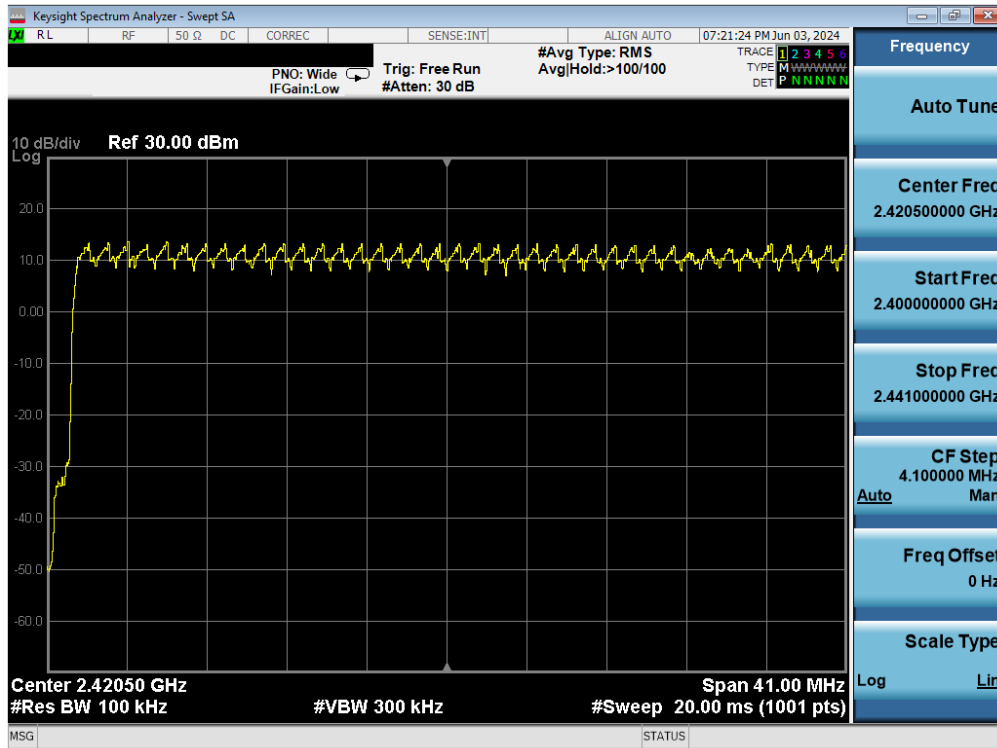 Keysight Spectrum Analyzer - Swept SA
LXI RL RF 50 Ω DC CORREC SENSE:INT ALIGN AUTO 07:21:24 PM Jun 03, 2024
PNO: Wide
IFGain:Low
Trig: Free Run
#Atten: 30 dB
#Avg Type: RMS
Avg|Hold:>100/100
TRACE 1 2 3 4 5 6
TYPE M WWWWW
DET P N N N N N
10 dB/div
Log
Ref 30.00 dBm
20.0
10.0
0.00
-10.0
-20.0
-30.0
-40.0
-50.0
-60.0
Center 2.42050 GHz
Span 41.00 MHz
#Res BW 100 kHz
#VBW 300 kHz
#Sweep 20.00 ms (1001 pts)
MSG
STATUS
Frequency
Auto Tune
Center Freq
2.420500000 GHz
Start Freq
2.400000000 GHz
Stop Freq
2.441000000 GHz
CF Step
4.100000 MHz
Auto Man
Freq Offset
0 Hz
Scale Type
Log Lin